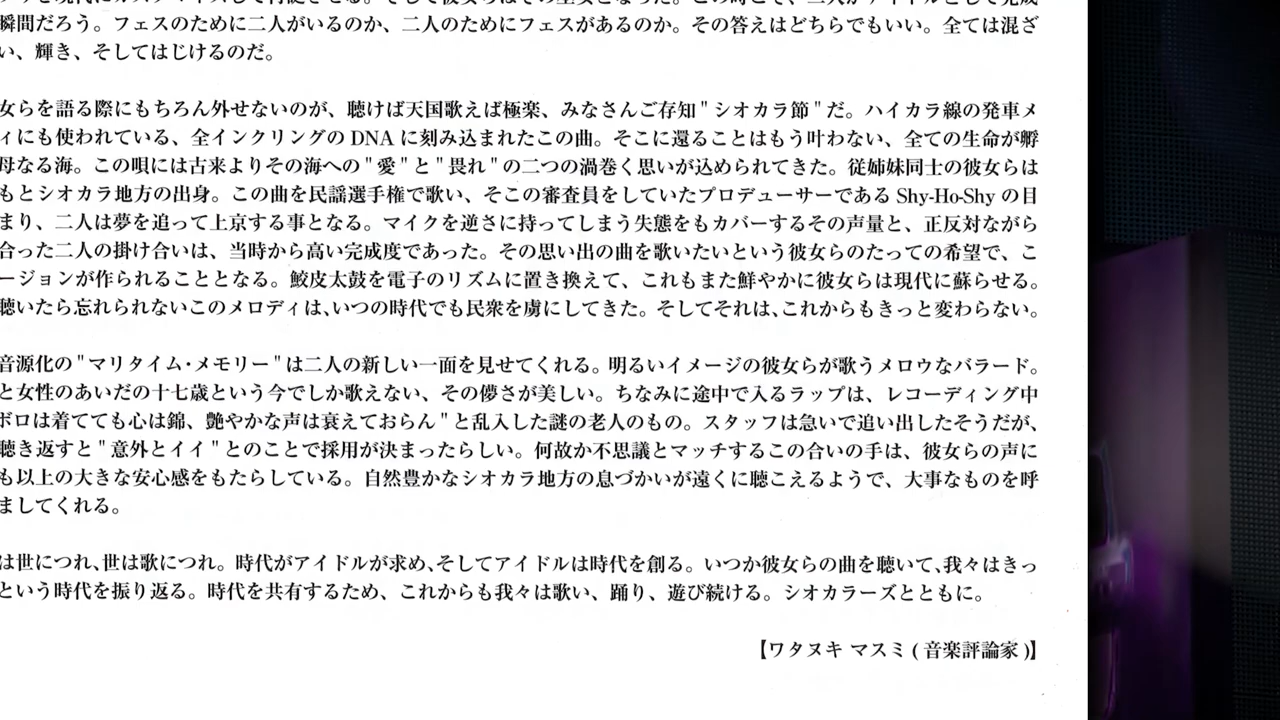 瞬間だろう。フェスのために二人がいるのか、二人のためにフェスがあるのか。その答えはどちらでもいい。全ては混ざ
い、輝き、そしてはじけるのだ。
女らを語る際にもちろん外せないのが、聴けば天国歌えば極楽、みなさんご存知"シオカラ節"だ。ハイカラ線の発車メ
ィにも使われている、全インクリングの DNA に刻み込まれたこの曲。そこに還ることはもう叶わない、全ての生命が孵
母なる海。この唄には古来よりその海への"愛"と"畏れ"の二つの渦巻く思いが込められてきた。従姉妹同士の彼女らは
もとシオカラ地方の出身。この曲を民謡選手権で歌い、そこの審査員をしていたプロデューサーである Shy-Ho-Shy の目
まり、二人は夢を追って上京する事となる。マイクを逆さに持ってしまう失態をもカバーするその声量と、正反対ながら
合った二人の掛け合いは、当時から高い完成度であった。その思い出の曲を歌いたいという彼女らのたっての希望で、こ
ージョンが作られることとなる。鮫皮太鼓を電子のリズムに置き換えて、これもまた鮮やかに彼女らは現代に蘇らせる。
聴いたら忘れられないこのメロディは、いつの時代でも民衆を虜にしてきた。そしてそれは、これからもきっと変わらない。
音源化の"マリタイム・メモリー"は二人の新しい一面を見せてくれる。明るいイメージの彼女らが歌うメロウなバラード。
と女性のあいだの十七歳という今でしか歌えない、その儚さが美しい。ちなみに途中で入るラップは、レコーディング中
ボロは着てても心は錦、艶やかな声は衰えておらん"と乱入した謎の老人のもの。スタッフは急いで追い出したそうだが、
聴き返すと"意外とイイ"とのことで採用が決まったらしい。何故か不思議とマッチするこの合いの手は、彼女らの声に
も以上の大きな安心感をもたらしている。自然豊かなシオカラ地方の息づかいが遠くに聴こえるようで、大事なものを呼
ましてくれる。
は世につれ、世は歌につれ。時代がアイドルが求め、そしてアイドルは時代を創る。いつか彼女らの曲を聴いて、我々はきっ
という時代を振り返る。時代を共有するため、これからも我々は歌い、踊り、遊び続ける。シオカラーズとともに。
【ワタヌキ マスミ ( 音楽評論家 )】